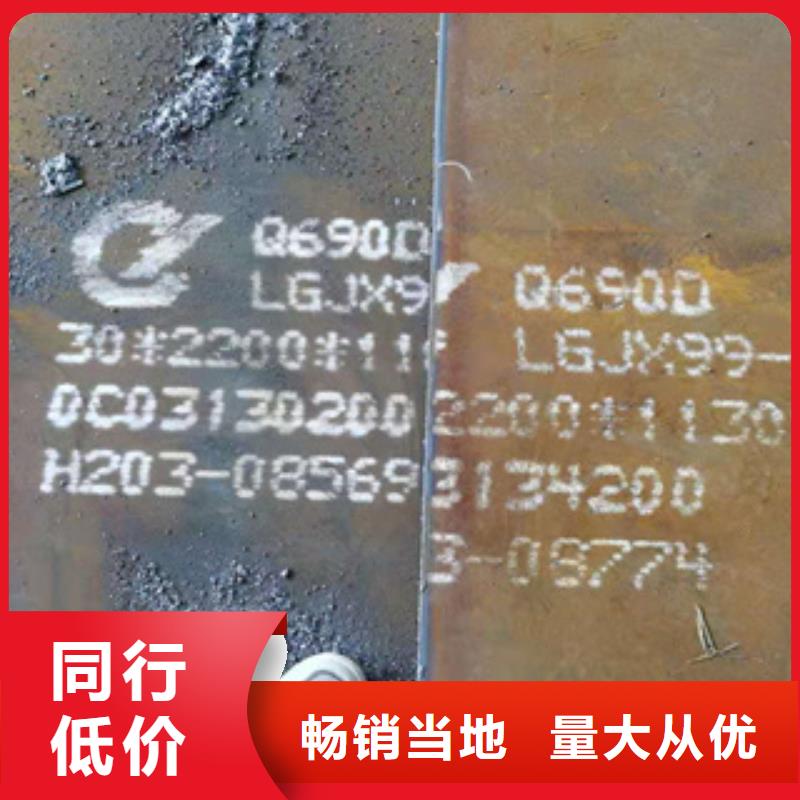 Q690D
LGJX9
30*2200*11
0C03130200
H203-08569
Q690D
LGJX99-
2200*1130
3134200
3-08774
同行
低价
畅销当地 量大从优